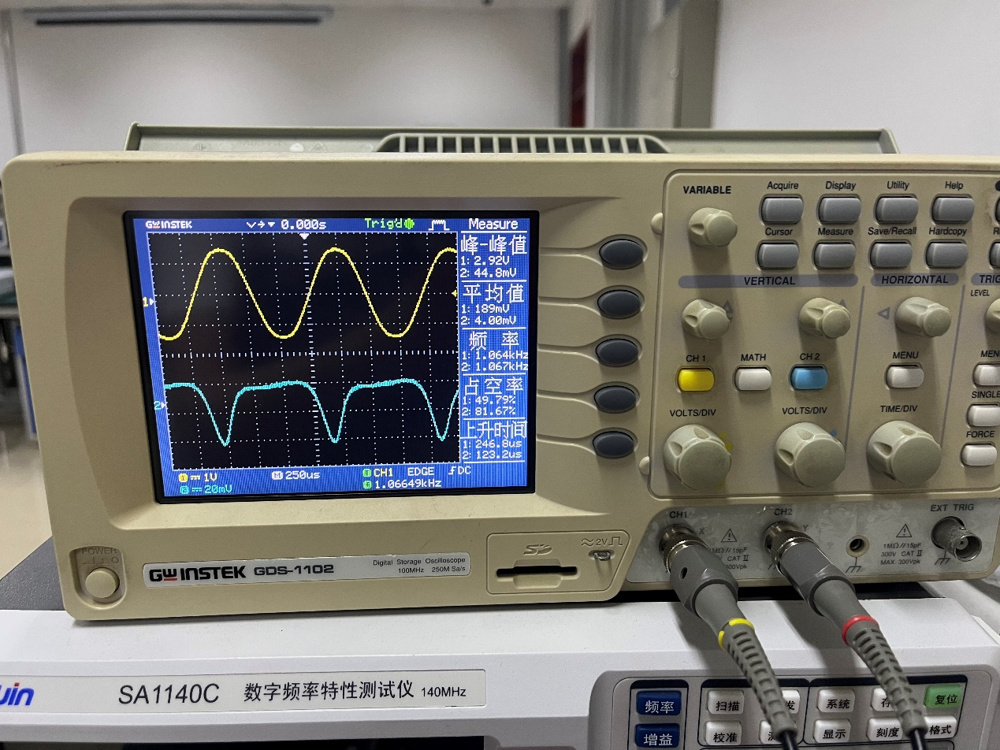 GWINSTEK
0.000s
Trig'd
Measure
峰-峰值
1: 2.92V
2: 44.8mV
平均值
1: 189mV
2: 4.00mV
频 率
1: 1.064kHz
2: 1.067kHz
占空率
1: 49.79%
2: 81.67%
上升时间
1: 246.8us
2: 123.2us
1
2
1 1V
M 250us
CH1 EDGE DC
2 20mV
1.06649kHz
VARIABLE
Acquire
Display
Utility
Help
Cursor
Measure
Save/Recall
Hardcopy
VERTICAL
HORIZONTAL
TRIG
LEVEL
CH 1
MATH
CH 2
MENU
MEN
SINGLE
VOLTS/DIV
VOLTS/DIV
TIME/DIV
FORCE
CH1
CH2
EXT TRIG
X
Y
MΩ//15pF
CAT II
300Vpk
1MΩ//15pF
300V CAT II
MAX. 300Vpk
POWER
GWINSTEK GDS-1102
Digital Storage Oscilloscope
100MHz 250M Sa/s
SD
≈2V
uin
SA1140C 数字频率特性测试仪 140MHz
频率
扫描
系统
存
复位
增益
校准
显示
刻度
格式